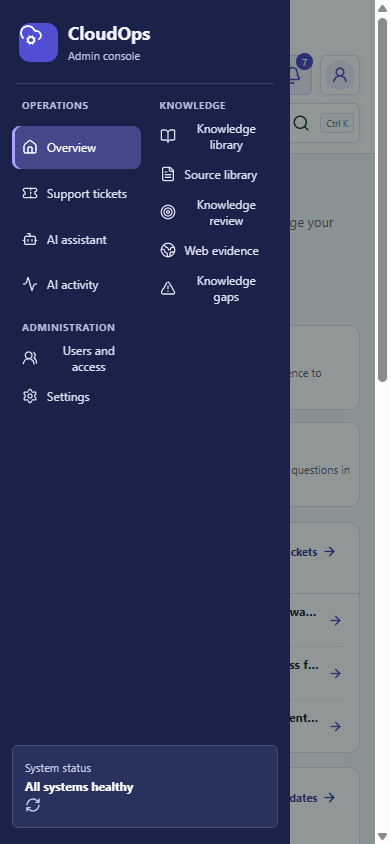 CloudOps
Admin console
7
Ctrl K
OPERATIONS
Overview
Support tickets
AI assistant
AI activity
KNOWLEDGE
Knowledge
library
Source library
Knowledge
review
Web evidence
Knowledge
gaps
ADMINISTRATION
Users and
access
Settings
ge your
ence to
questions in
ckets
wa...
ss f...
ent...
dates
System status
All systems healthy